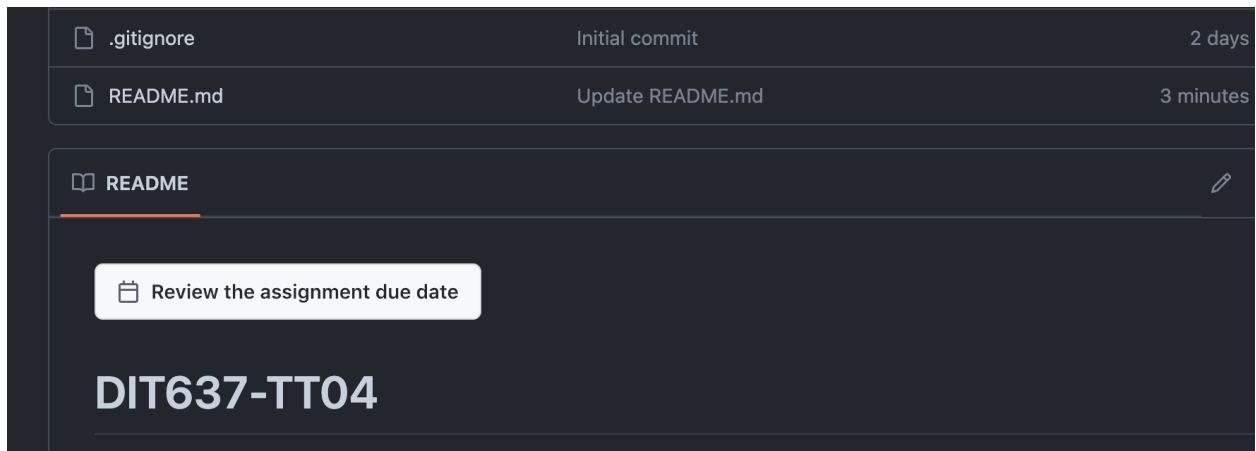 .gitignore Initial commit 2 days
README.md Update README.md 3 minutes
README
Review the assignment due date
DIT637-TT04